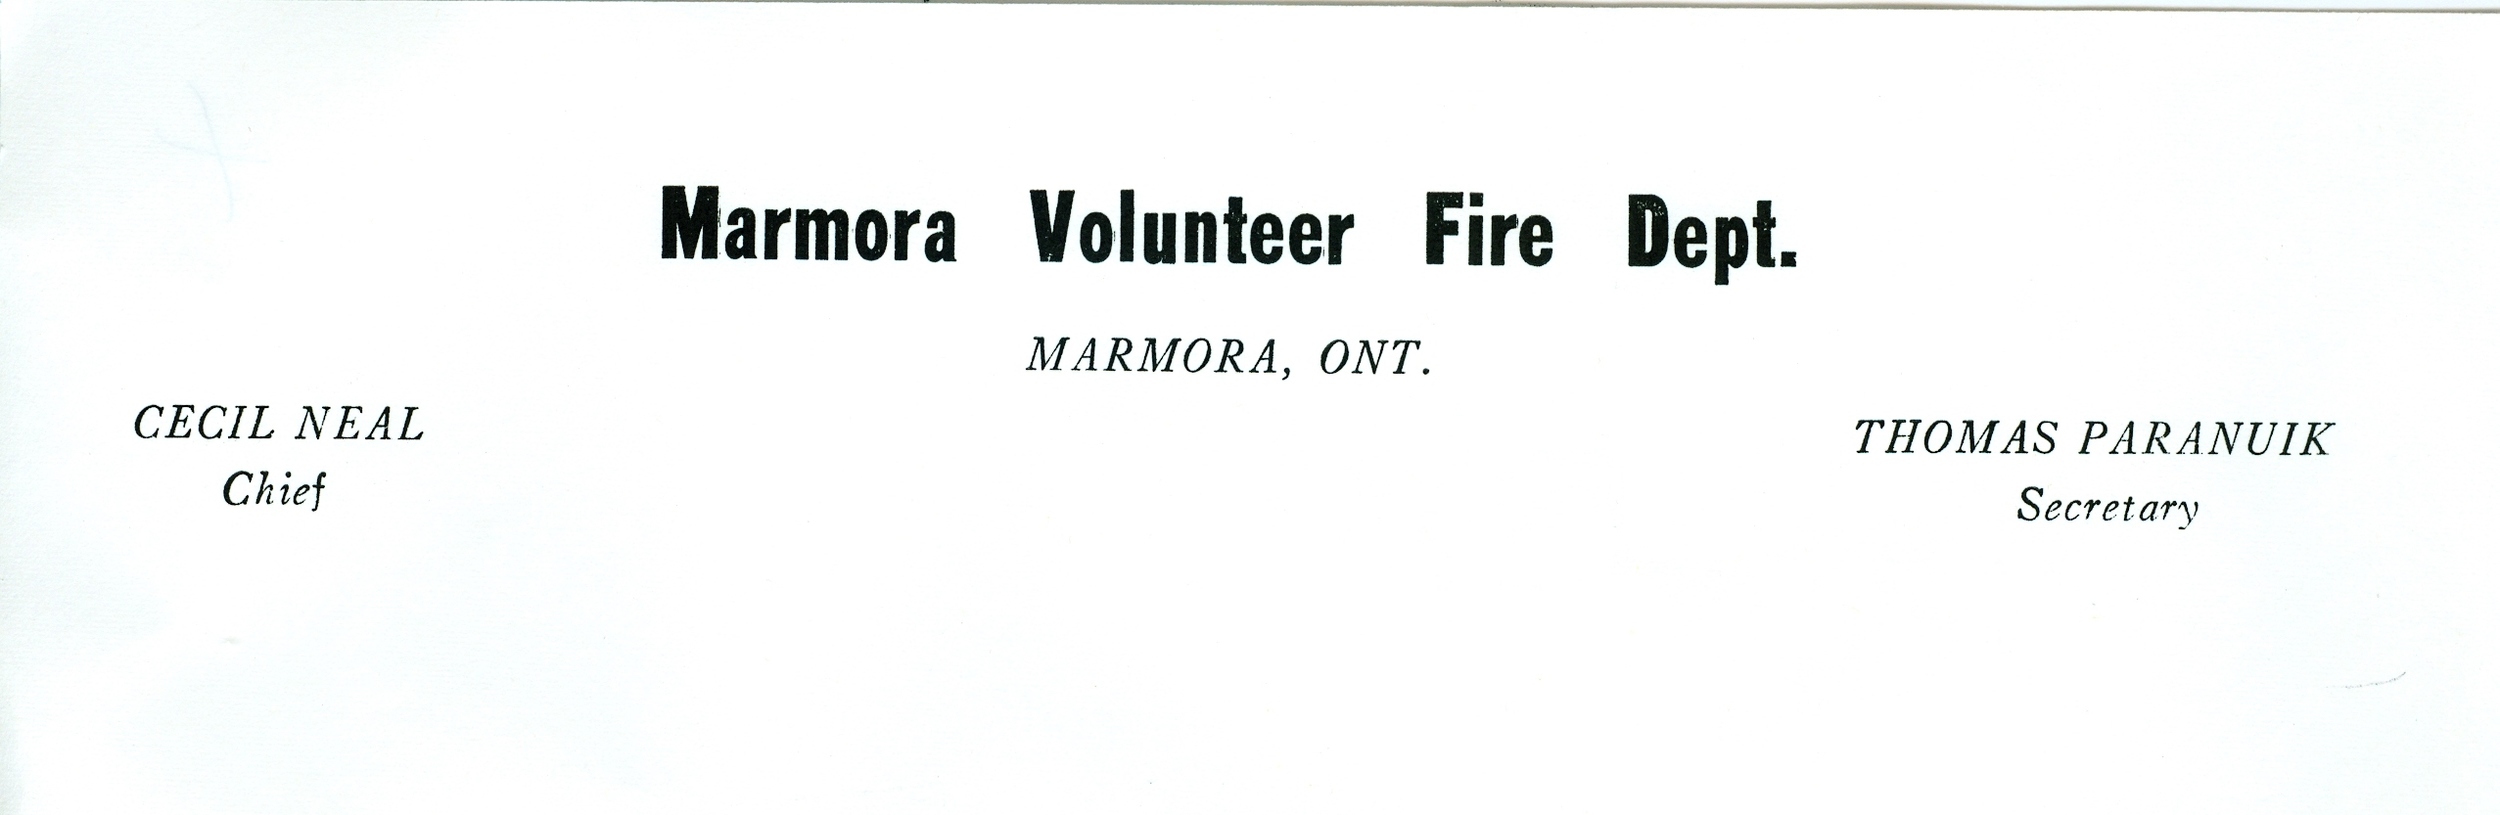 Marmora Volunteer Fire Dept.
MARMORA, ONT.
CECIL NEAL
Chief
THOMAS PARANUIK
Secretary